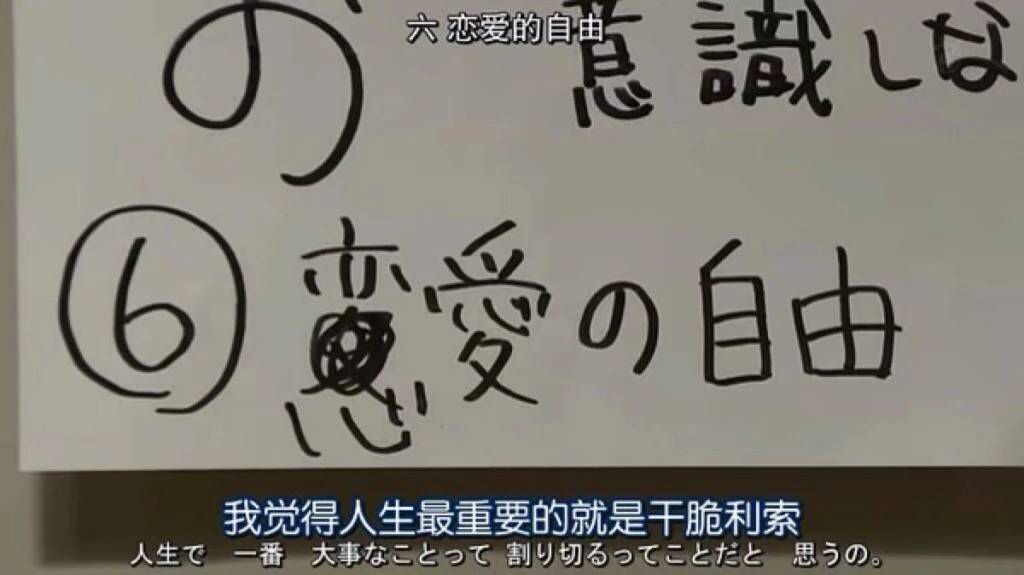 六 恋爱的自由
の 意識しな
⑥ 恋愛の自由
我觉得人生最重要的就是干脆利索
人生で 一番 大事なことって 割り切るってことだと 思うの。